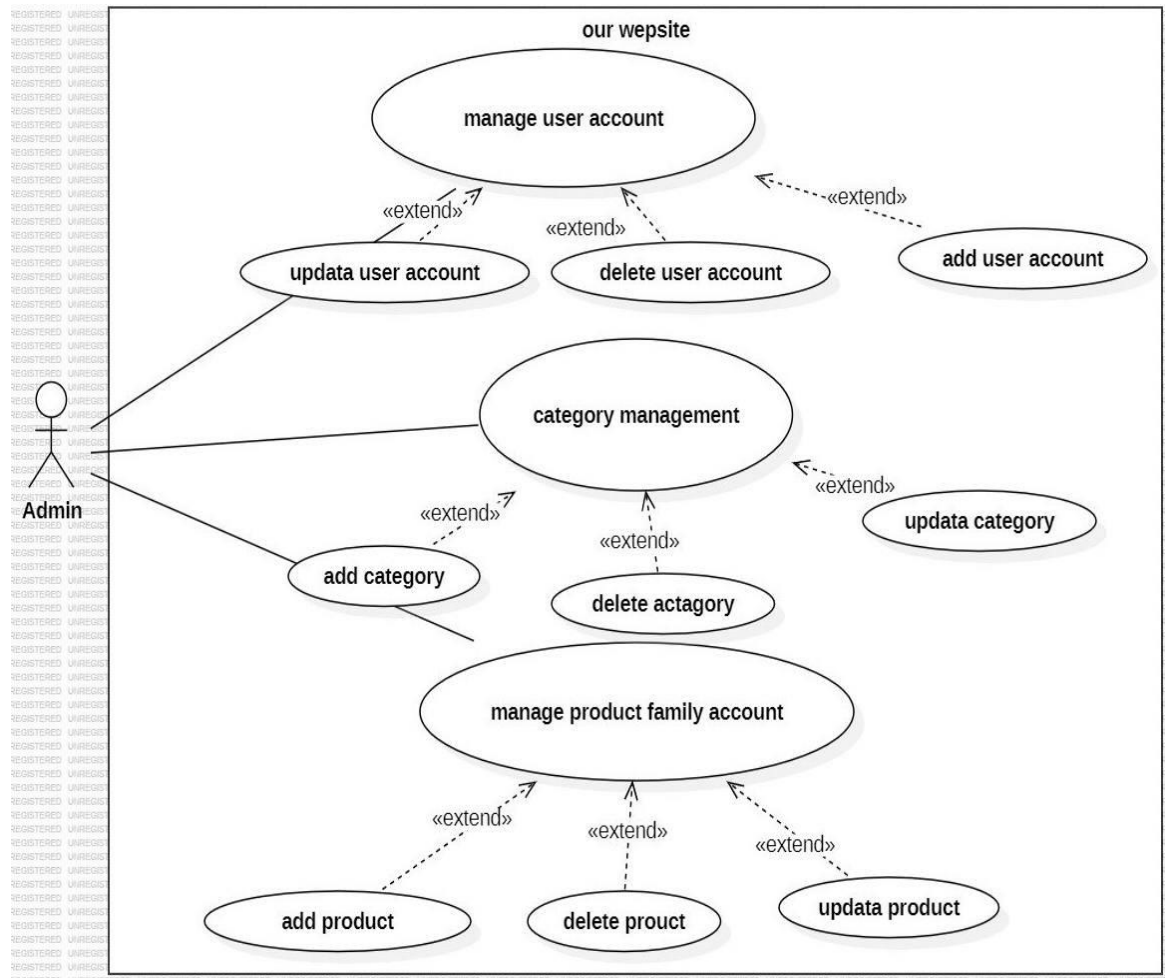 our wepsite
manage user account
«extend»
«extend»
«extend»
updata user account
delete user account
add user account
category management
«extend»
«extend»
«extend»
Admin
updata category
add category
delete actagory
manage product family account
«extend»
«extend»
«extend»
add product
delete prouct
updata product
REGISTERED UNREGIST